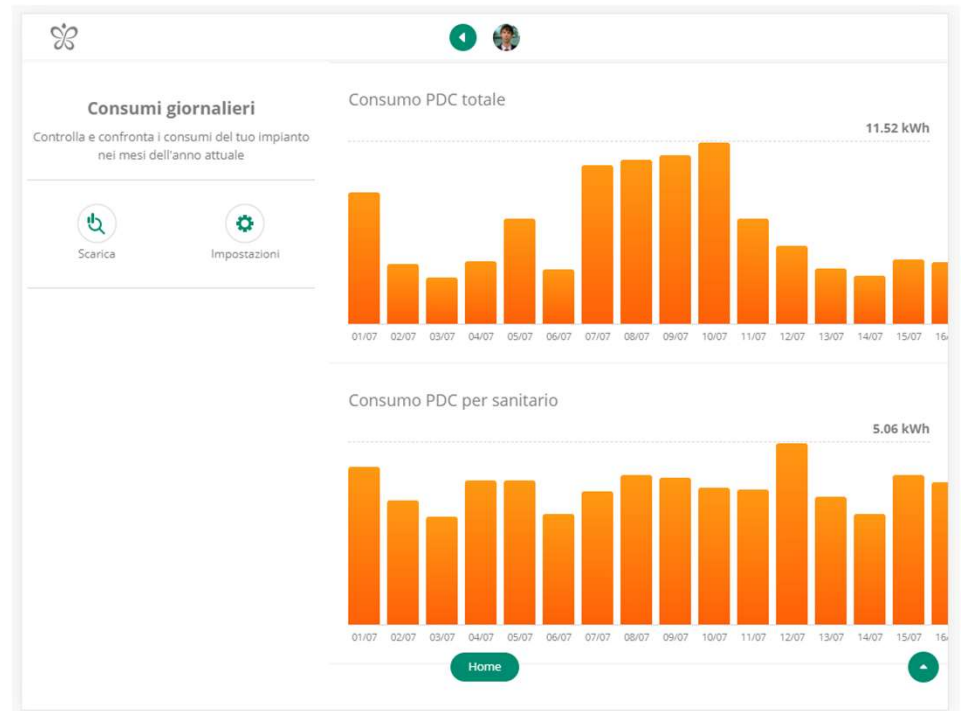 Consumi giornalieri
Controlla e confronta i consumi del tuo impianto
nei mesi dell'anno attuale
Scarica
Impostazioni
Consumo PDC totale
11.52 kWh
01/07 02/07 03/07 04/07 05/07 06/07 07/07 08/07 09/07 10/07 11/07 12/07 13/07 14/07 15/07 16/
Consumo PDC per sanitario
5.06 kWh
01/07 02/07 03/07 04/07 05/07 06/07 07/07 08/07 09/07 10/07 11/07 12/07 13/07 14/07 15/07 16/
Home